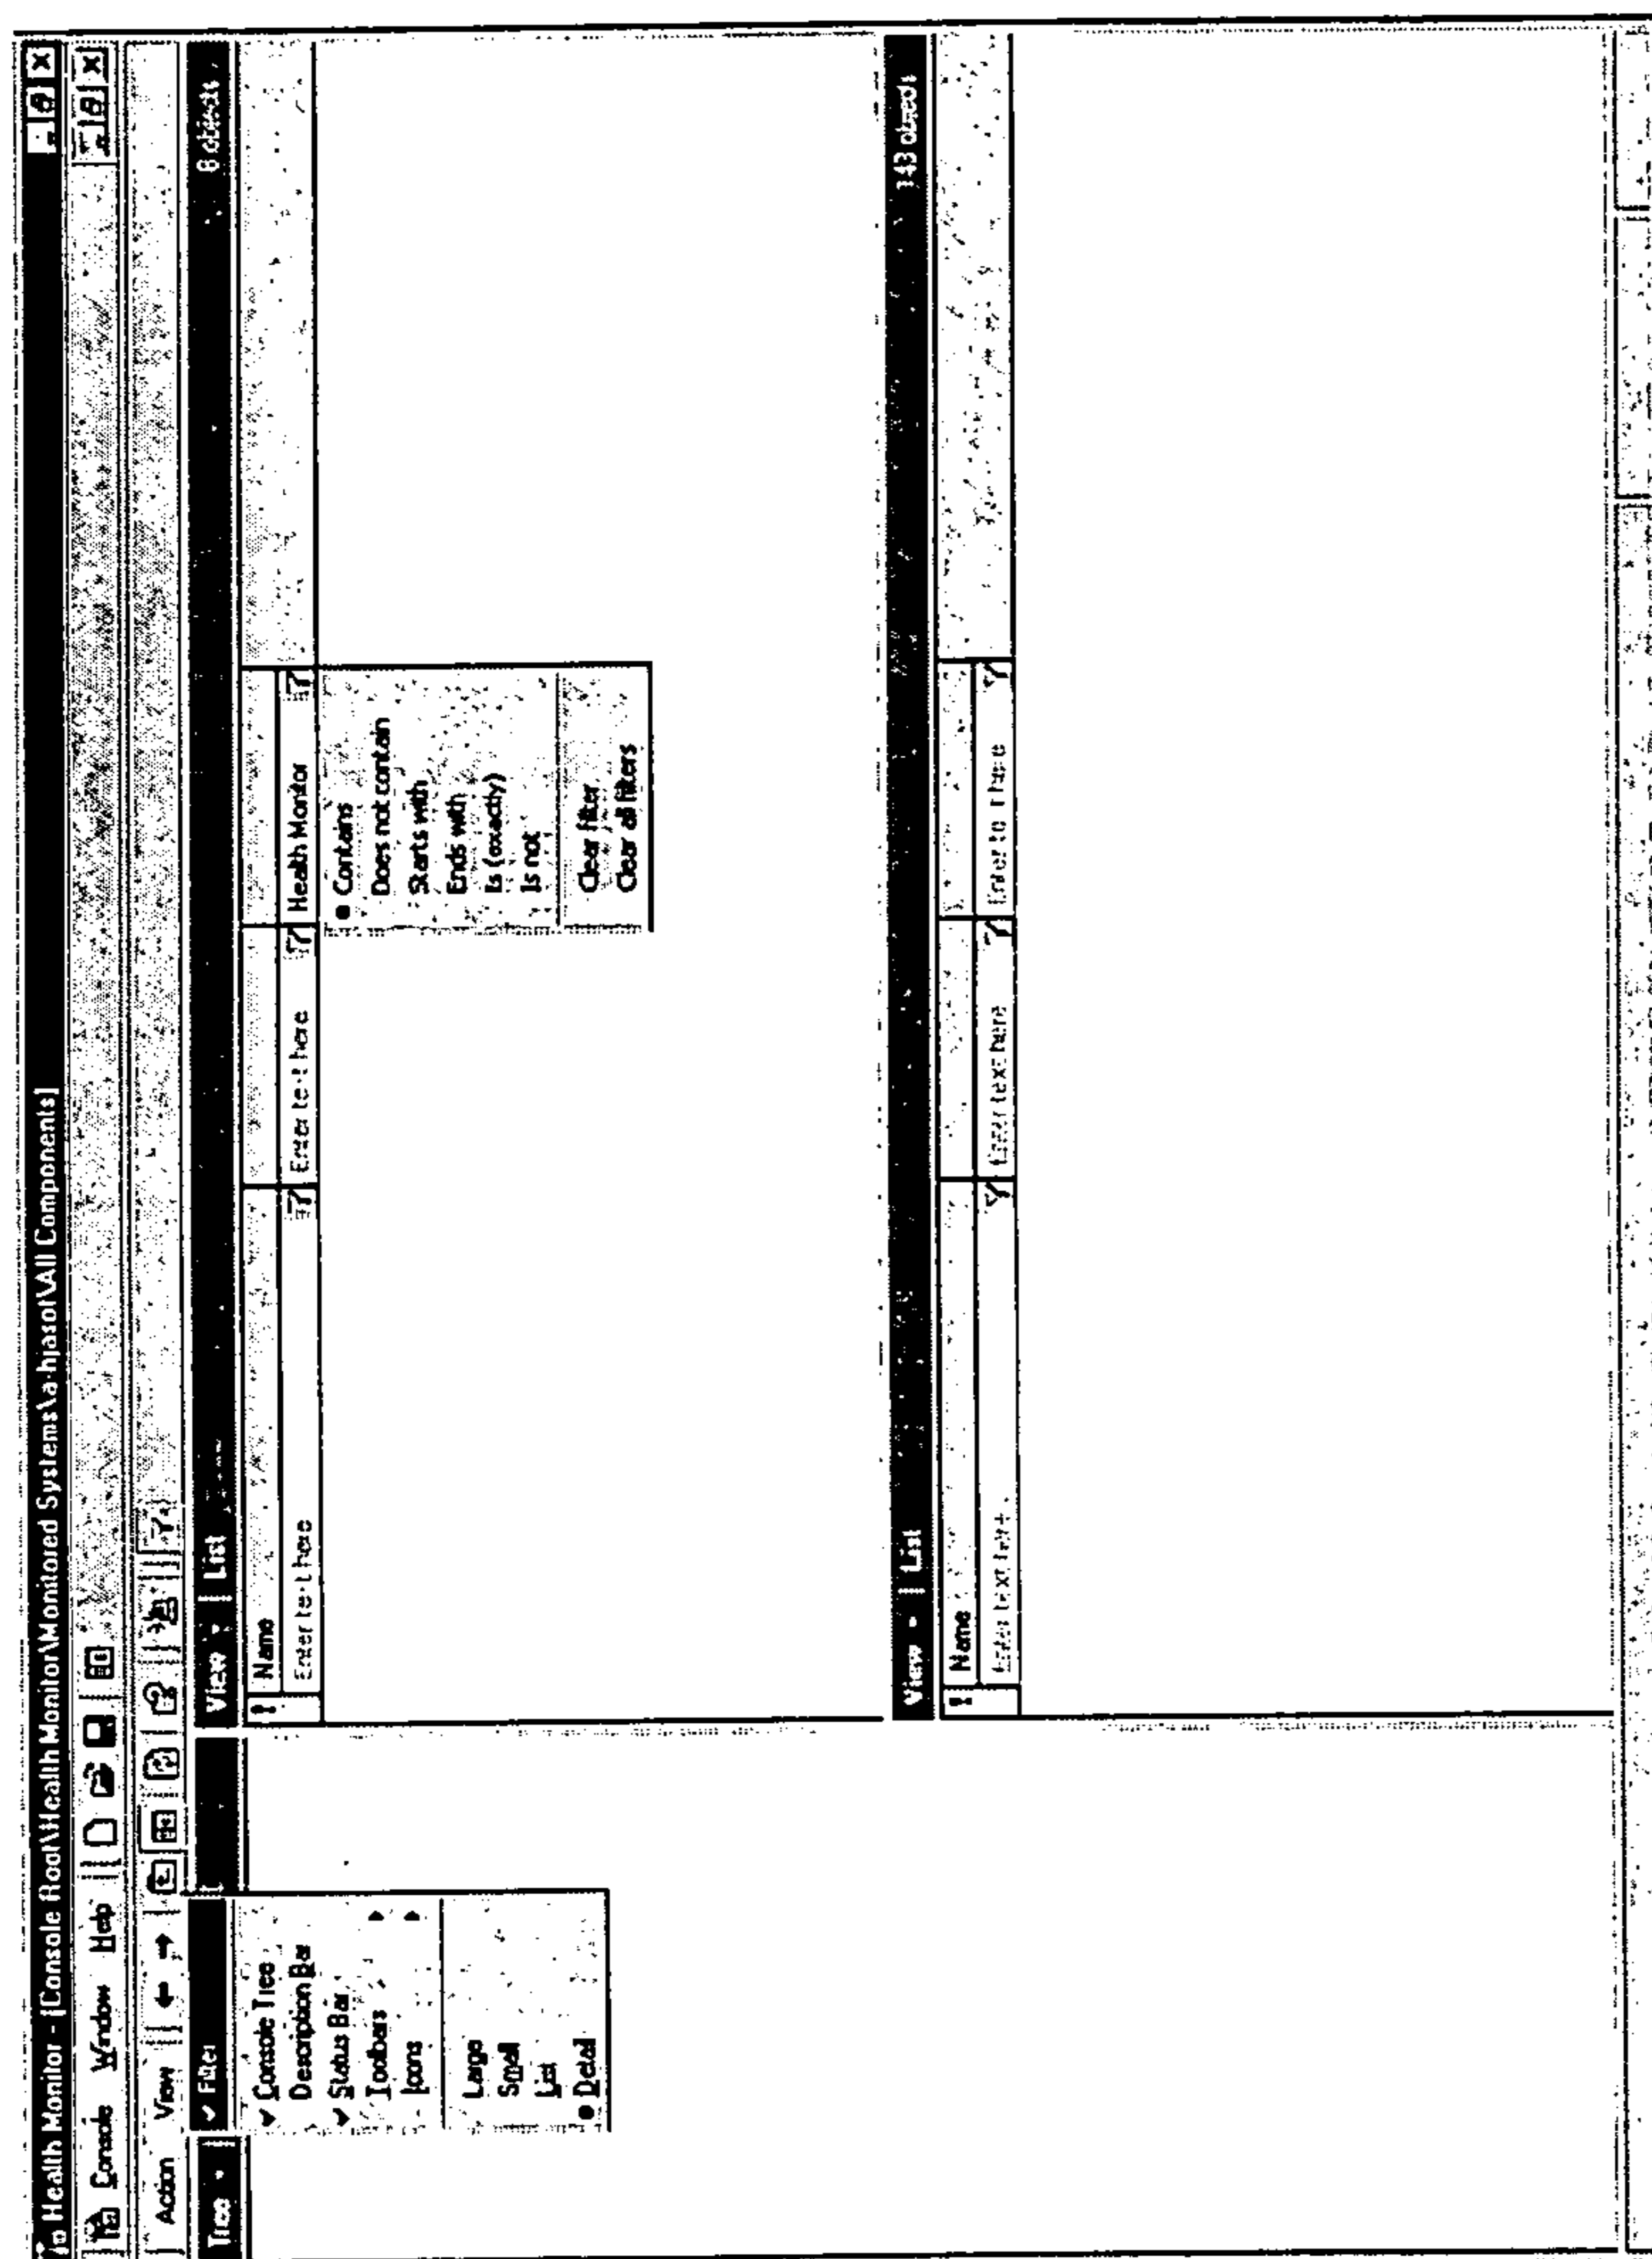 Health Monitor - [Console Root\Health Monitor\Monitored Systems\a-hjasof\All Components]
Console Window Help
Action View
Tree
✓ Filter
✓ Console Tree
Description Bar
✓ Status Bar
Toolbars
Icons
Large
Small
List
● Detail
View List 8 objects
! Name
Enter text here Enter text here Health Monitor
● Contains
Does not contain
Starts with
Ends with
Is (exactly)
Is not
Clear filter
Clear all filters
View List 143 objects
! Name
Enter text here Enter text here